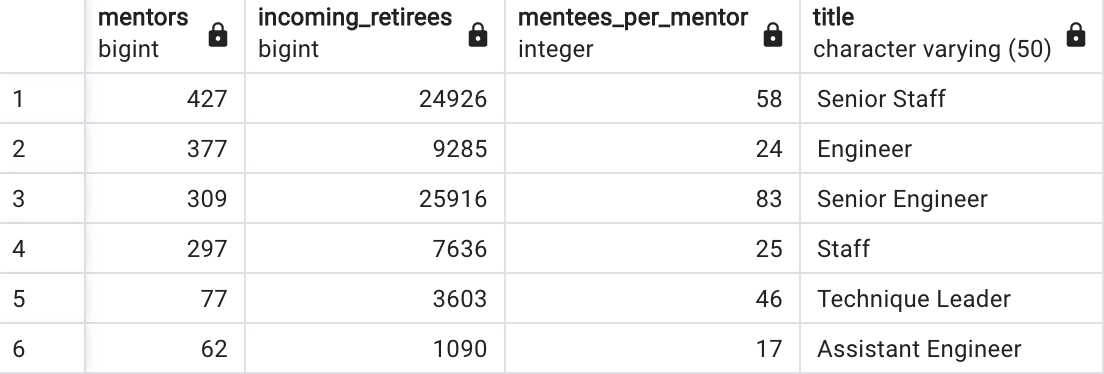 mentors incoming_retirees mentees_per_mentor title
bigint bigint integer character varying (50)
1 427 24926 58 Senior Staff
2 377 9285 24 Engineer
3 309 25916 83 Senior Engineer
4 297 7636 25 Staff
5 77 3603 46 Technique Leader
6 62 1090 17 Assistant Engineer